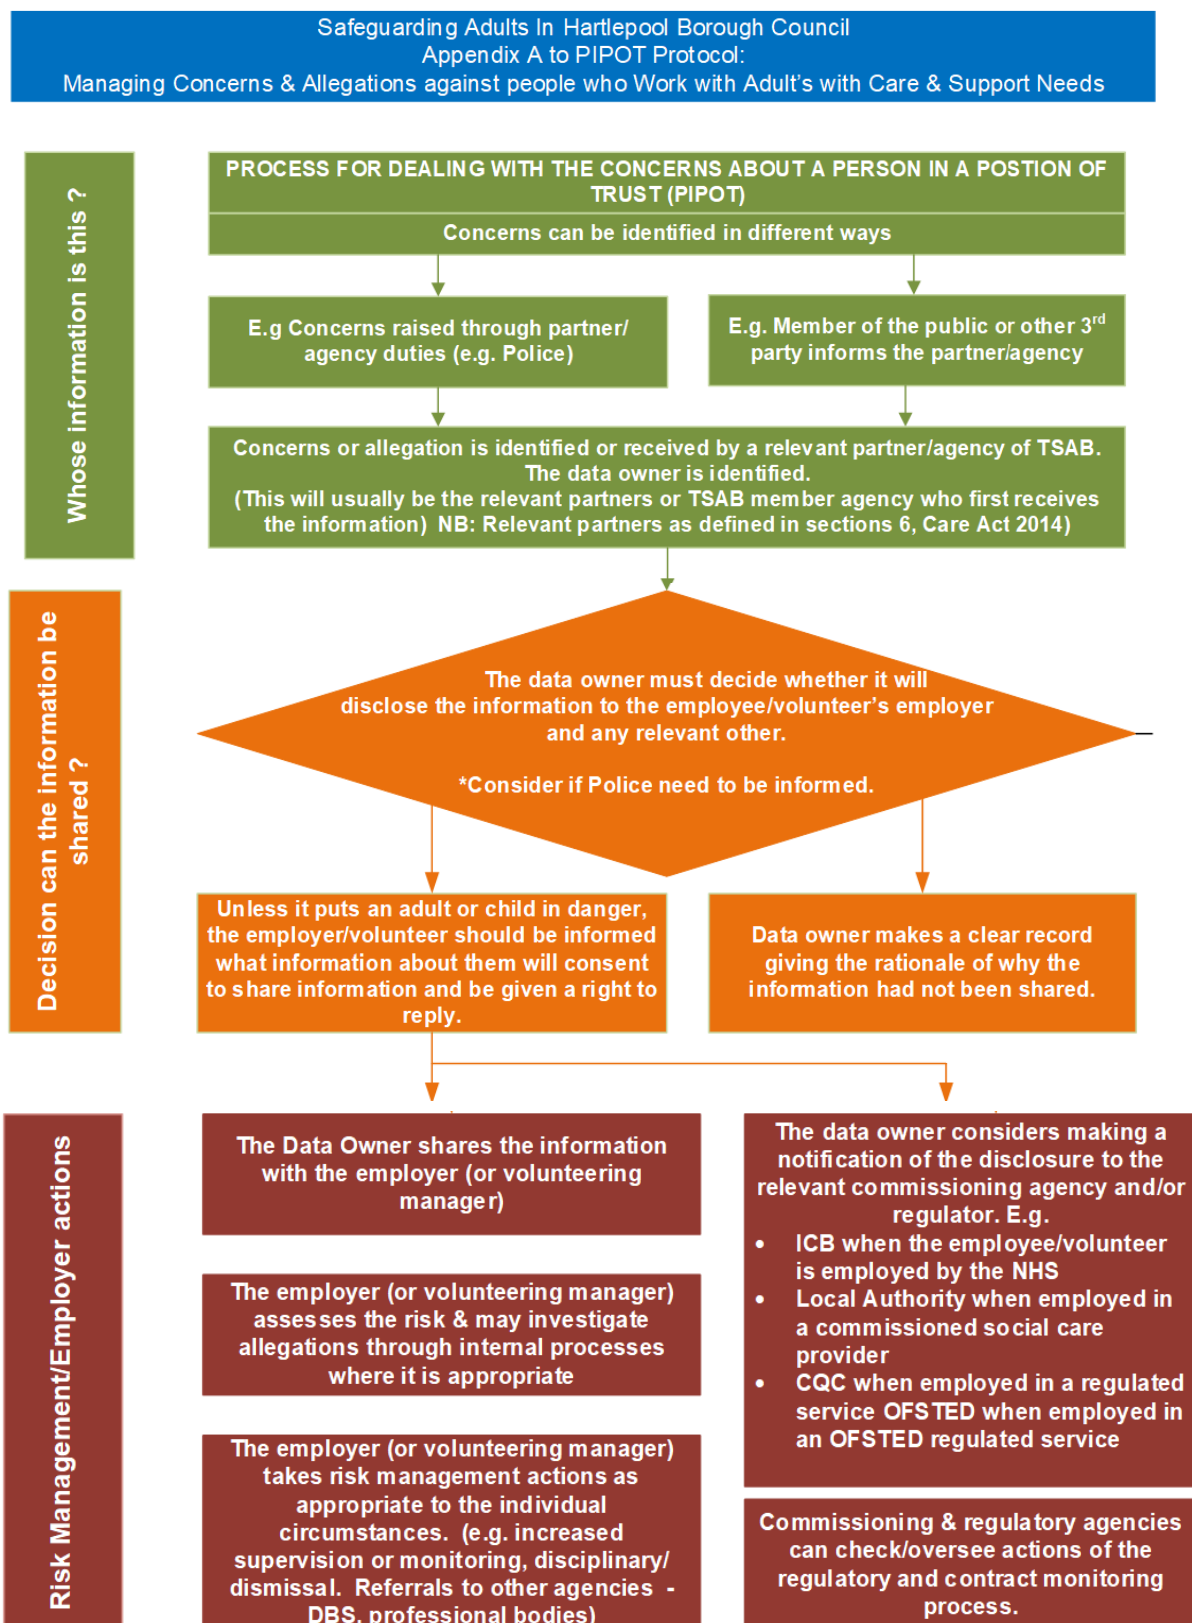 Safeguarding Adults In Hartlepool Borough Council
Appendix A to PIPOT Protocol:
Managing Concerns & Allegations against people who Work with Adult's with Care & Support Needs
Whose information is this ?
PROCESS FOR DEALING WITH THE CONCERNS ABOUT A PERSON IN A POSTION OF
TRUST (PIPOT)
Concerns can be identified in different ways
E.g Concerns raised through partner/
agency duties (e.g. Police)
E.g. Member of the public or other 3rd
party informs the partner/agency
Concerns or allegation is identified or received by a relevant partner/agency of TSAB.
The data owner is identified.
(This will usually be the relevant partners or TSAB member agency who first receives
the information)  NB: Relevant partners as defined in sections 6, Care Act 2014)
Decision can the information be
shared ?
The data owner must decide whether it will
disclose the information to the employee/volunteer's employer
and any relevant other.
*Consider if Police need to be informed.
Unless it puts an adult or child in danger,
the employer/volunteer should be informed
what information about them will consent
to share information and be given a right to
reply.
Data owner makes a clear record
giving the rationale of why the
information had not been shared.
Risk Management/Employer actions
The Data Owner shares the information
with the employer (or volunteering
manager)
The employer (or volunteering manager)
assesses the risk & may investigate
allegations through internal processes
where it is appropriate
The employer (or volunteering manager)
takes risk management actions as
appropriate to the individual
circumstances.  (e.g. increased
supervision or monitoring, disciplinary/
dismissal.  Referrals to other agencies -
DBS, professional bodies)
The data owner considers making a
notification of the disclosure to the
relevant commissioning agency and/or
regulator. E.g.
• ICB when the employee/volunteer
is employed by the NHS
• Local Authority when employed in
a commissioned social care
provider
• CQC when employed in a regulated
service OFSTED when employed in
an OFSTED regulated service
Commissioning & regulatory agencies
can check/oversee actions of the
regulatory and contract monitoring
process.